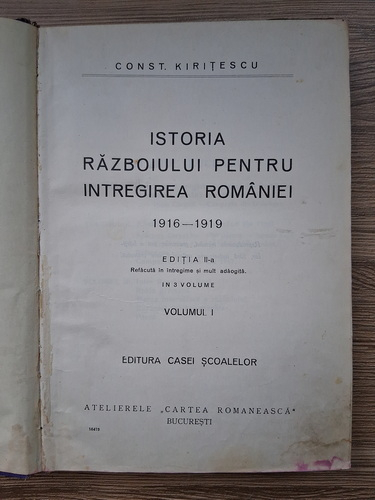 CONST. KIRIȚESCU
ISTORIA
RĂZBOIULUI PENTRU
INTREGIREA ROMÂNIEI
1916—1919
EDIȚIA II-a
Refăcută în întregime și mult adăogită.
IN 3 VOLUME
VOLUMUL I
EDITURA CASEI ȘCOALELOR
ATELIERELE „CARTEA ROMANEASCĂ“
BUCUREȘTI